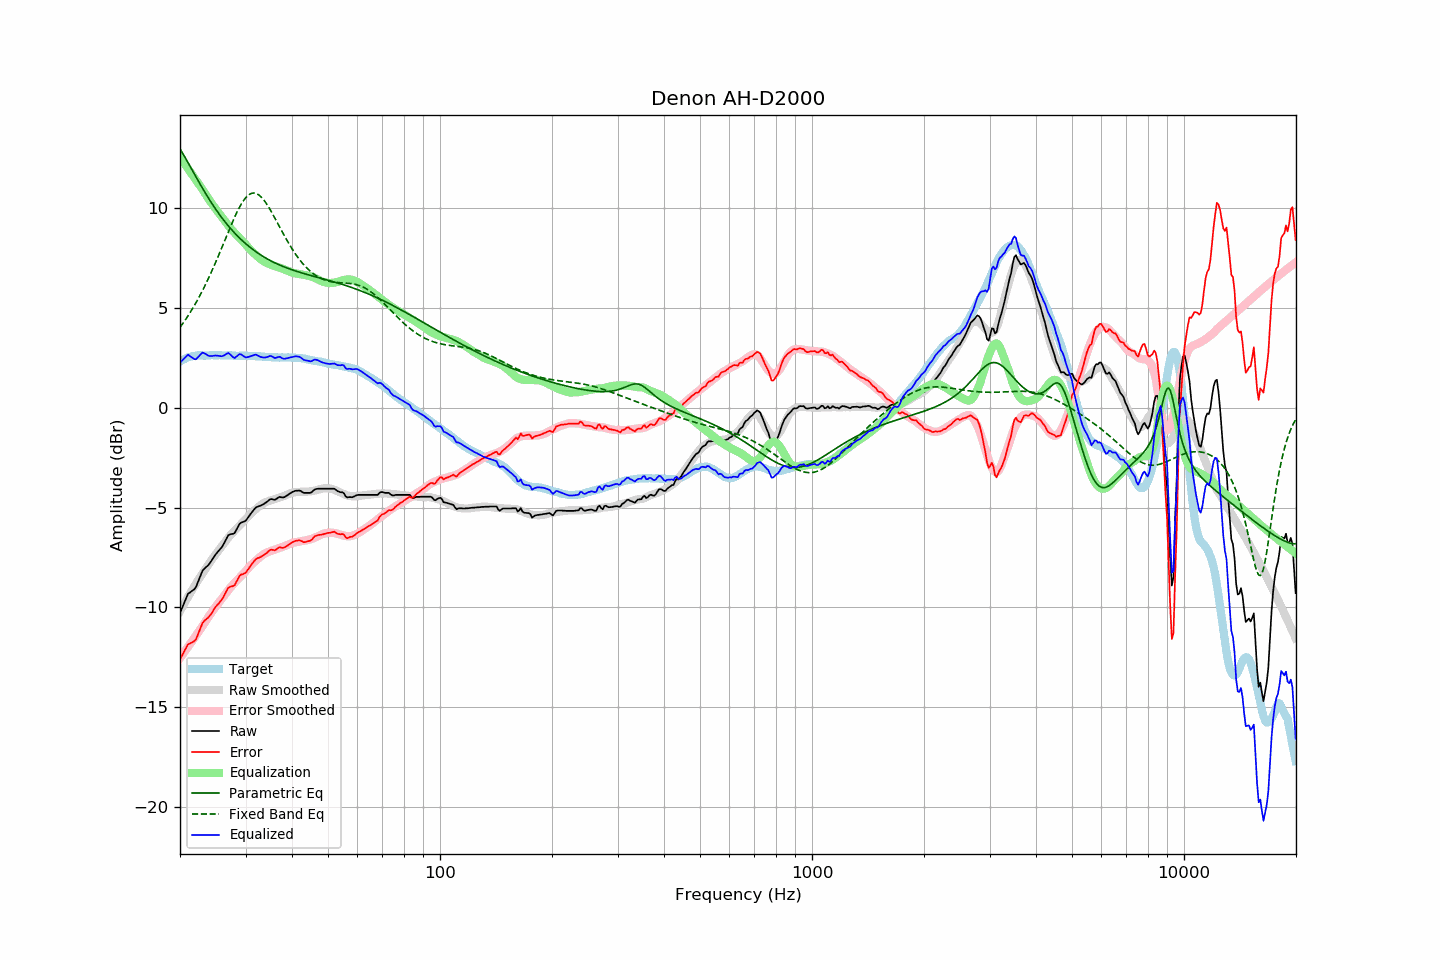 Denon AH-D2000
Amplitude (dBr)
10
5
0
−5
−10
−15
−20
Target
Raw Smoothed
Error Smoothed
Raw
Error
Equalization
Parametric Eq
Fixed Band Eq
Equalized
100
1000
10000
Frequency (Hz)